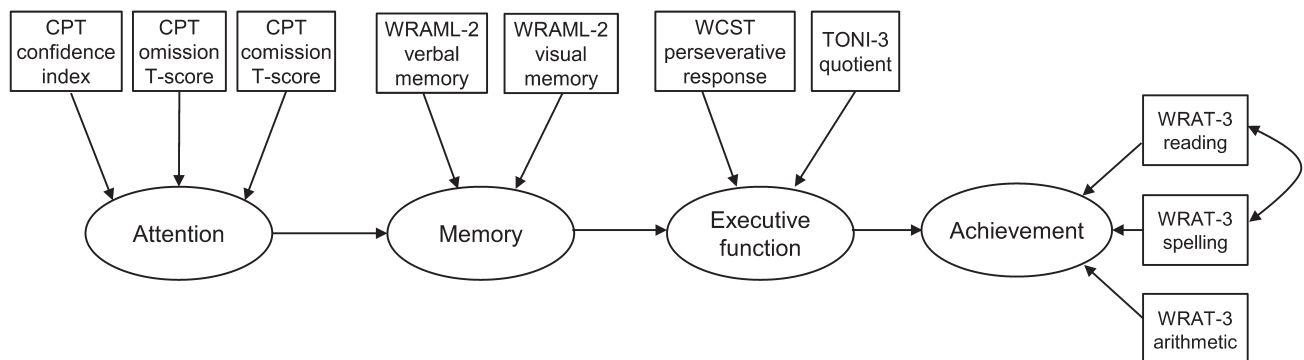 CPT
confidence
index
CPT
omission
T-score
CPT
comission
T-score
WRAML-2
verbal
memory
WRAML-2
visual
memory
WCST
perseverative
response
TONI-3
quotient
WRAT-3
reading
Attention
Memory
Executive
function
Achievement
WRAT-3
spelling
WRAT-3
arithmetic